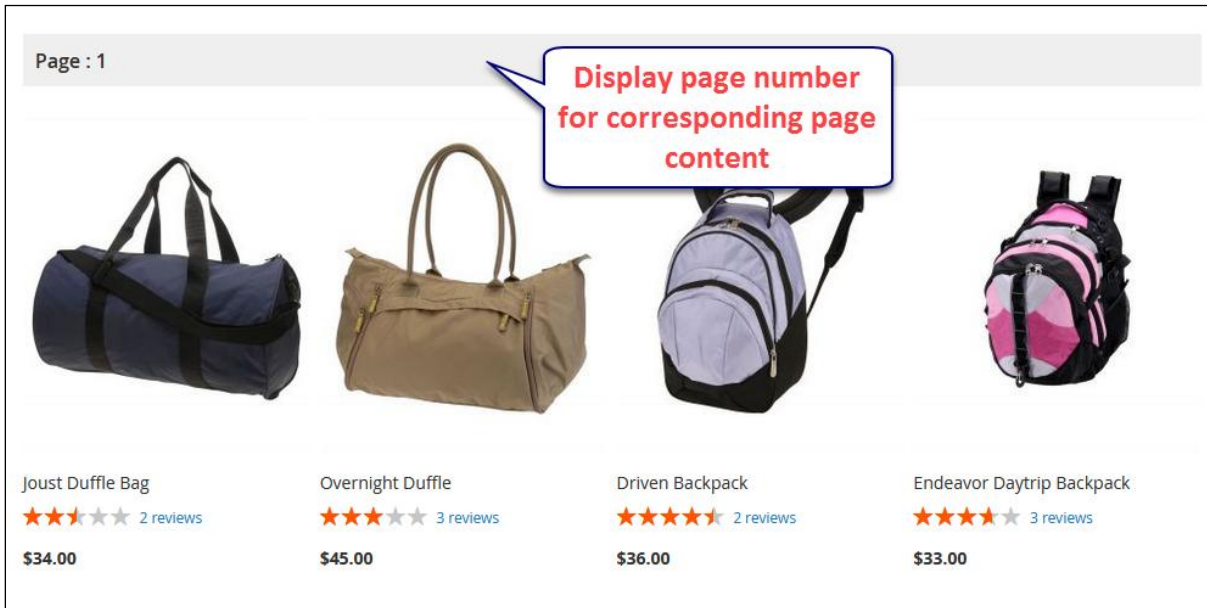 Page : 1
Display page number
for corresponding page
content
Joust Duffle Bag
Overnight Duffle
Driven Backpack
Endeavor Daytrip Backpack
2 reviews
3 reviews
2 reviews
3 reviews
$34.00
$45.00
$36.00
$33.00